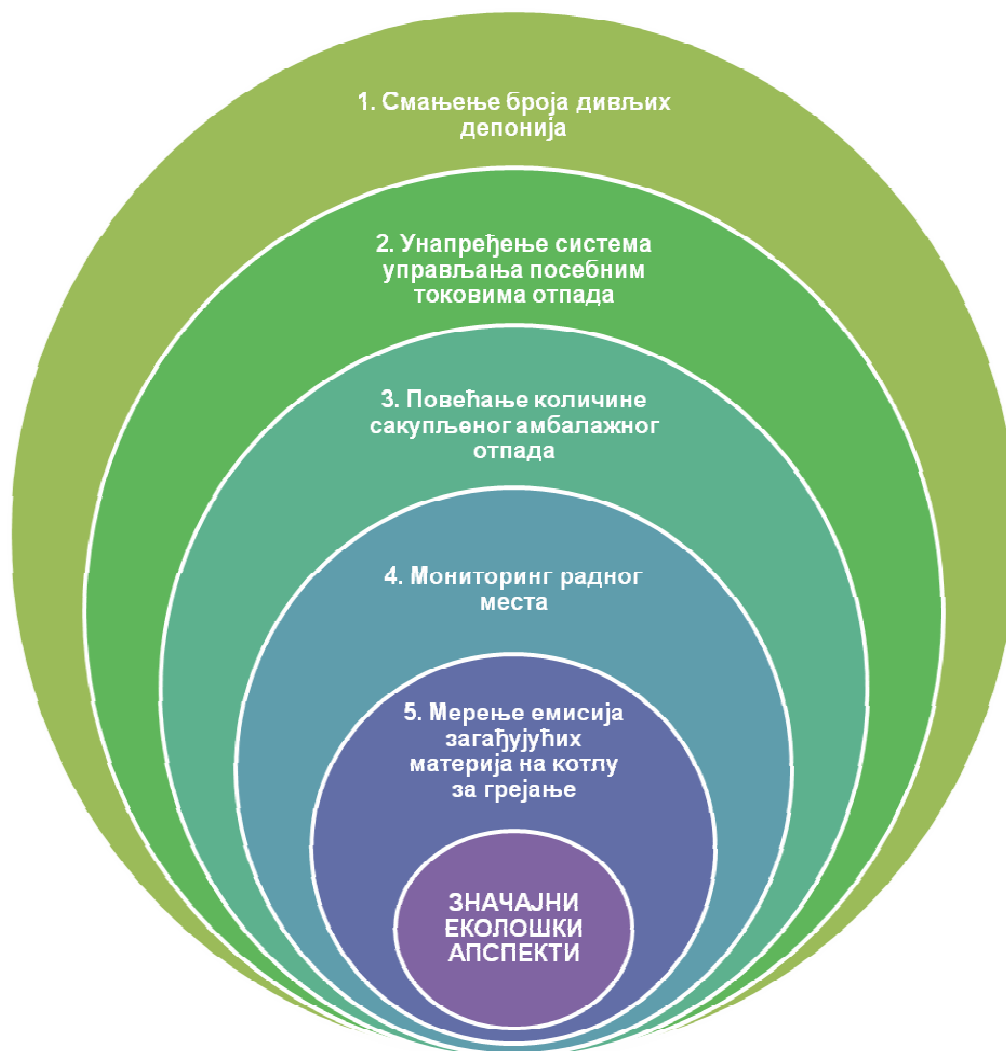 1. Смањење броја дивљих
депонија
2. Унапређење система
управљања посебним
токовима отпада
3. Повећање количине
сакупљеног амбалажног
отпада
4. Мониторинг радног
места
5. Мерење емисија
загађујућих
материја на котлу
за грејање
ЗНАЧАЈНИ
ЕКОЛОШКИ
АПСПЕКТИ